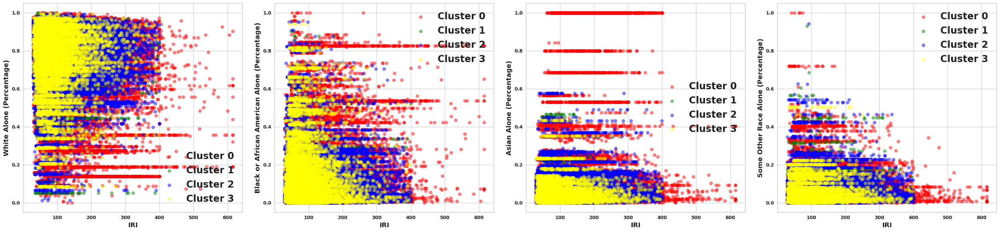 White Alone (Percentage)
1.0
0.8
0.6
0.4
0.2
0.0
100 200 300 400 500 600
IRI
Cluster 0
Cluster 1
Cluster 2
Cluster 3
Black or African American Alone (Percentage)
1.0
0.8
0.6
0.4
0.2
0.0
100 200 300 400 500 600
IRI
Cluster 0
Cluster 1
Cluster 2
Cluster 3
Asian Alone (Percentage)
1.0
0.8
0.6
0.4
0.2
0.0
100 200 300 400 500 600
IRI
Cluster 0
Cluster 1
Cluster 2
Cluster 3
Some Other Race Alone (Percentage)
1.0
0.8
0.6
0.4
0.2
0.0
100 200 300 400 500 600
IRI
Cluster 0
Cluster 1
Cluster 2
Cluster 3